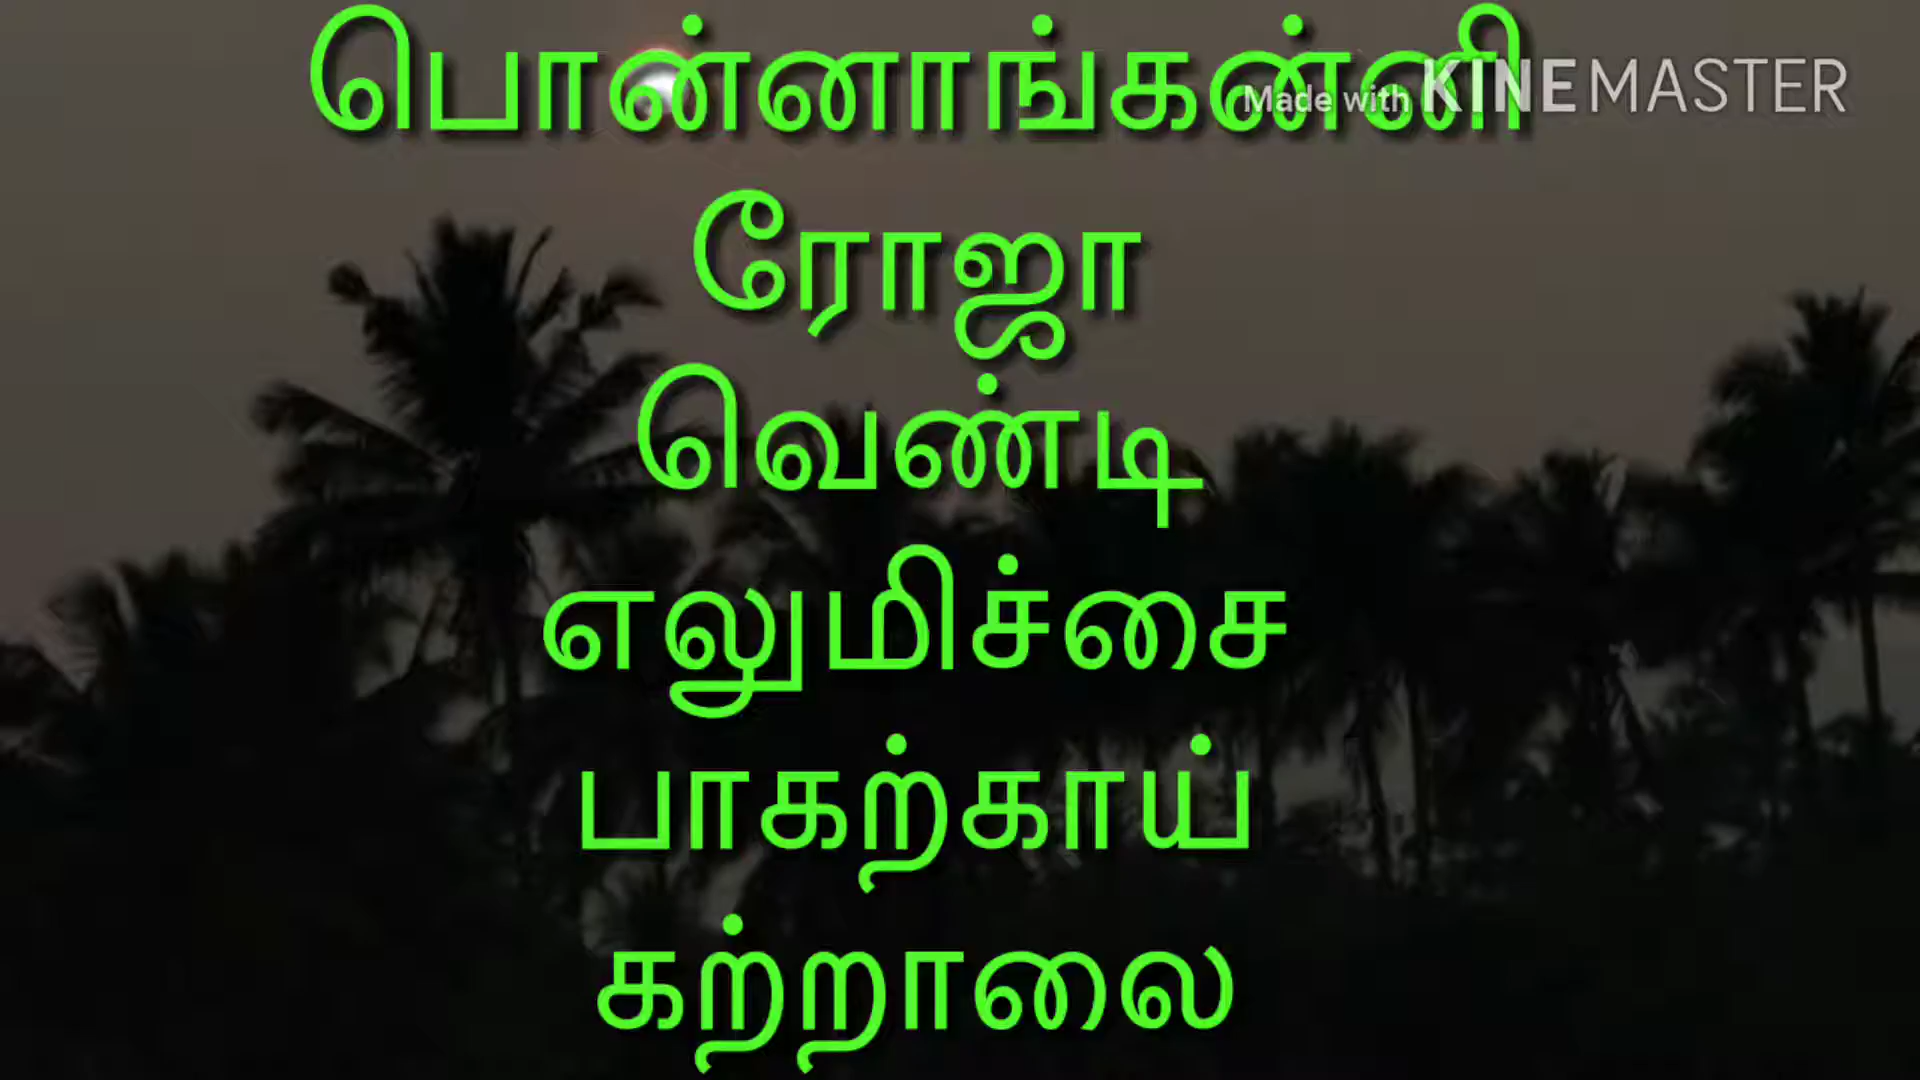 பொன்னாங்கன்னி
Made with KINEMASTER
ரோஜா
வெண்டி
எலுமிச்சை
பாகற்காய்
கற்றாலை